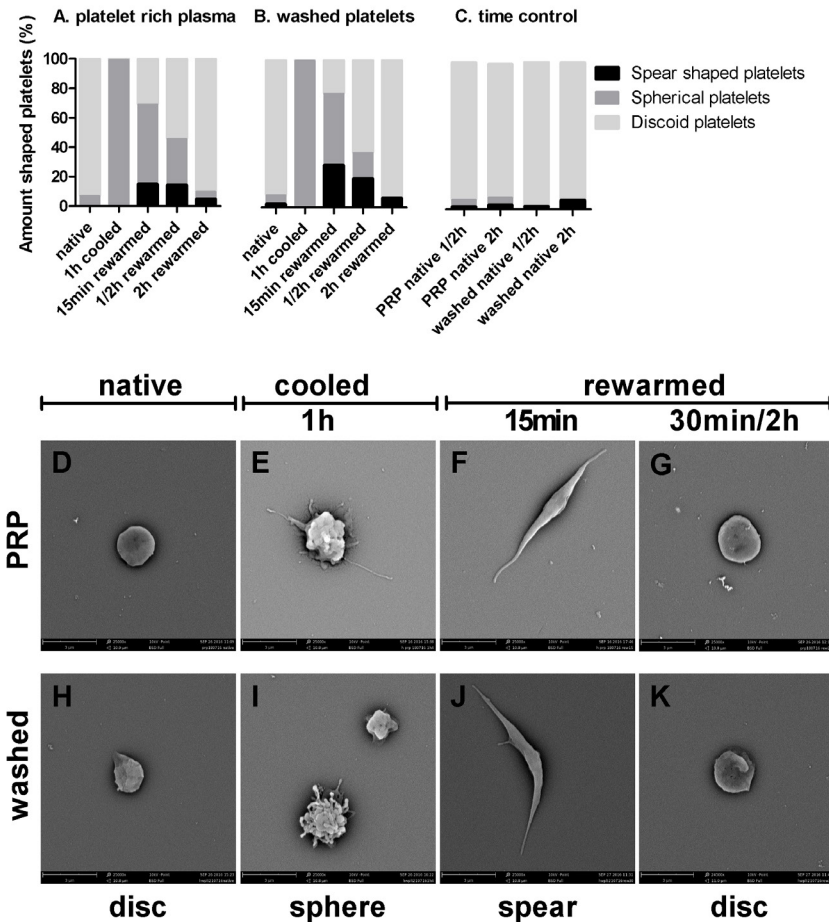 A. platelet rich plasma
B. washed platelets
C. time control
Amount shaped platelets (%)
100
80
60
40
20
0
native
1h cooled
15min rewarmed
1/2h rewarmed
2h rewarmed
native
1h cooled
15min rewarmed
1/2h rewarmed
2h rewarmed
PRP native 1/2h
PRP native 2h
washed native 1/2h
washed native 2h
Spear shaped platelets
Spherical platelets
Discoid platelets
native
cooled
rewarmed
1h
15min
30min/2h
PRP
D
E
F
G
washed
H
I
J
K
disc
sphere
spear
disc